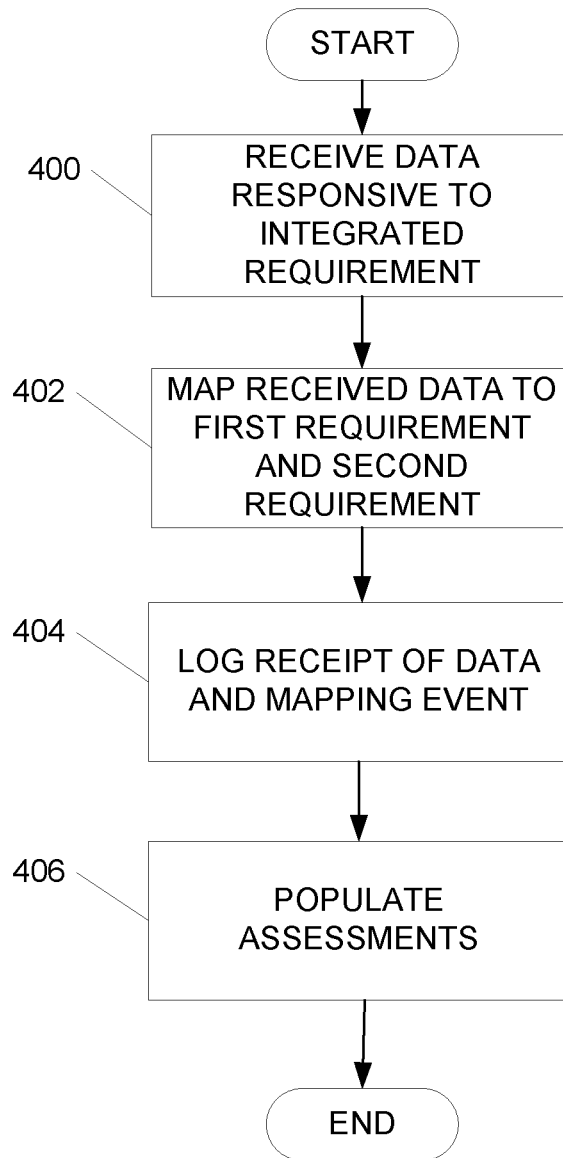 START
400
RECEIVE DATA
RESPONSIVE TO
INTEGRATED
REQUIREMENT
402
MAP RECEIVED DATA TO
FIRST REQUIREMENT
AND SECOND
REQUIREMENT
404
LOG RECEIPT OF DATA
AND MAPPING EVENT
406
POPULATE
ASSESSMENTS
END